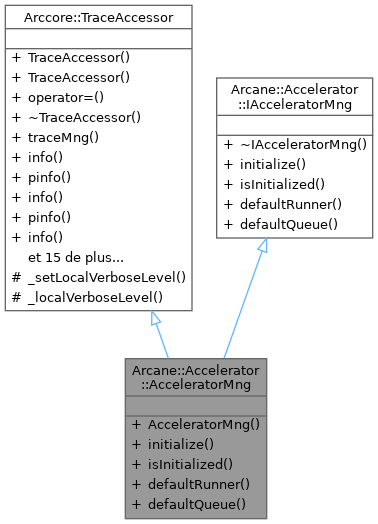 Arccore::TraceAccessor
+ TraceAccessor()
+ TraceAccessor()
+ operator=()
+ ~TraceAccessor()
+ traceMng()
+ info()
+ pinfo()
+ info()
+ pinfo()
+ info()
et 15 de plus...
# _setLocalVerboseLevel()
# _localVerboseLevel()
Arcane::Accelerator
::IAcceleratorMng
+ ~IAcceleratorMng()
+ initialize()
+ isInitialized()
+ defaultRunner()
+ defaultQueue()
Arcane::Accelerator
::AcceleratorMng
+ AcceleratorMng()
+ initialize()
+ isInitialized()
+ defaultRunner()
+ defaultQueue()